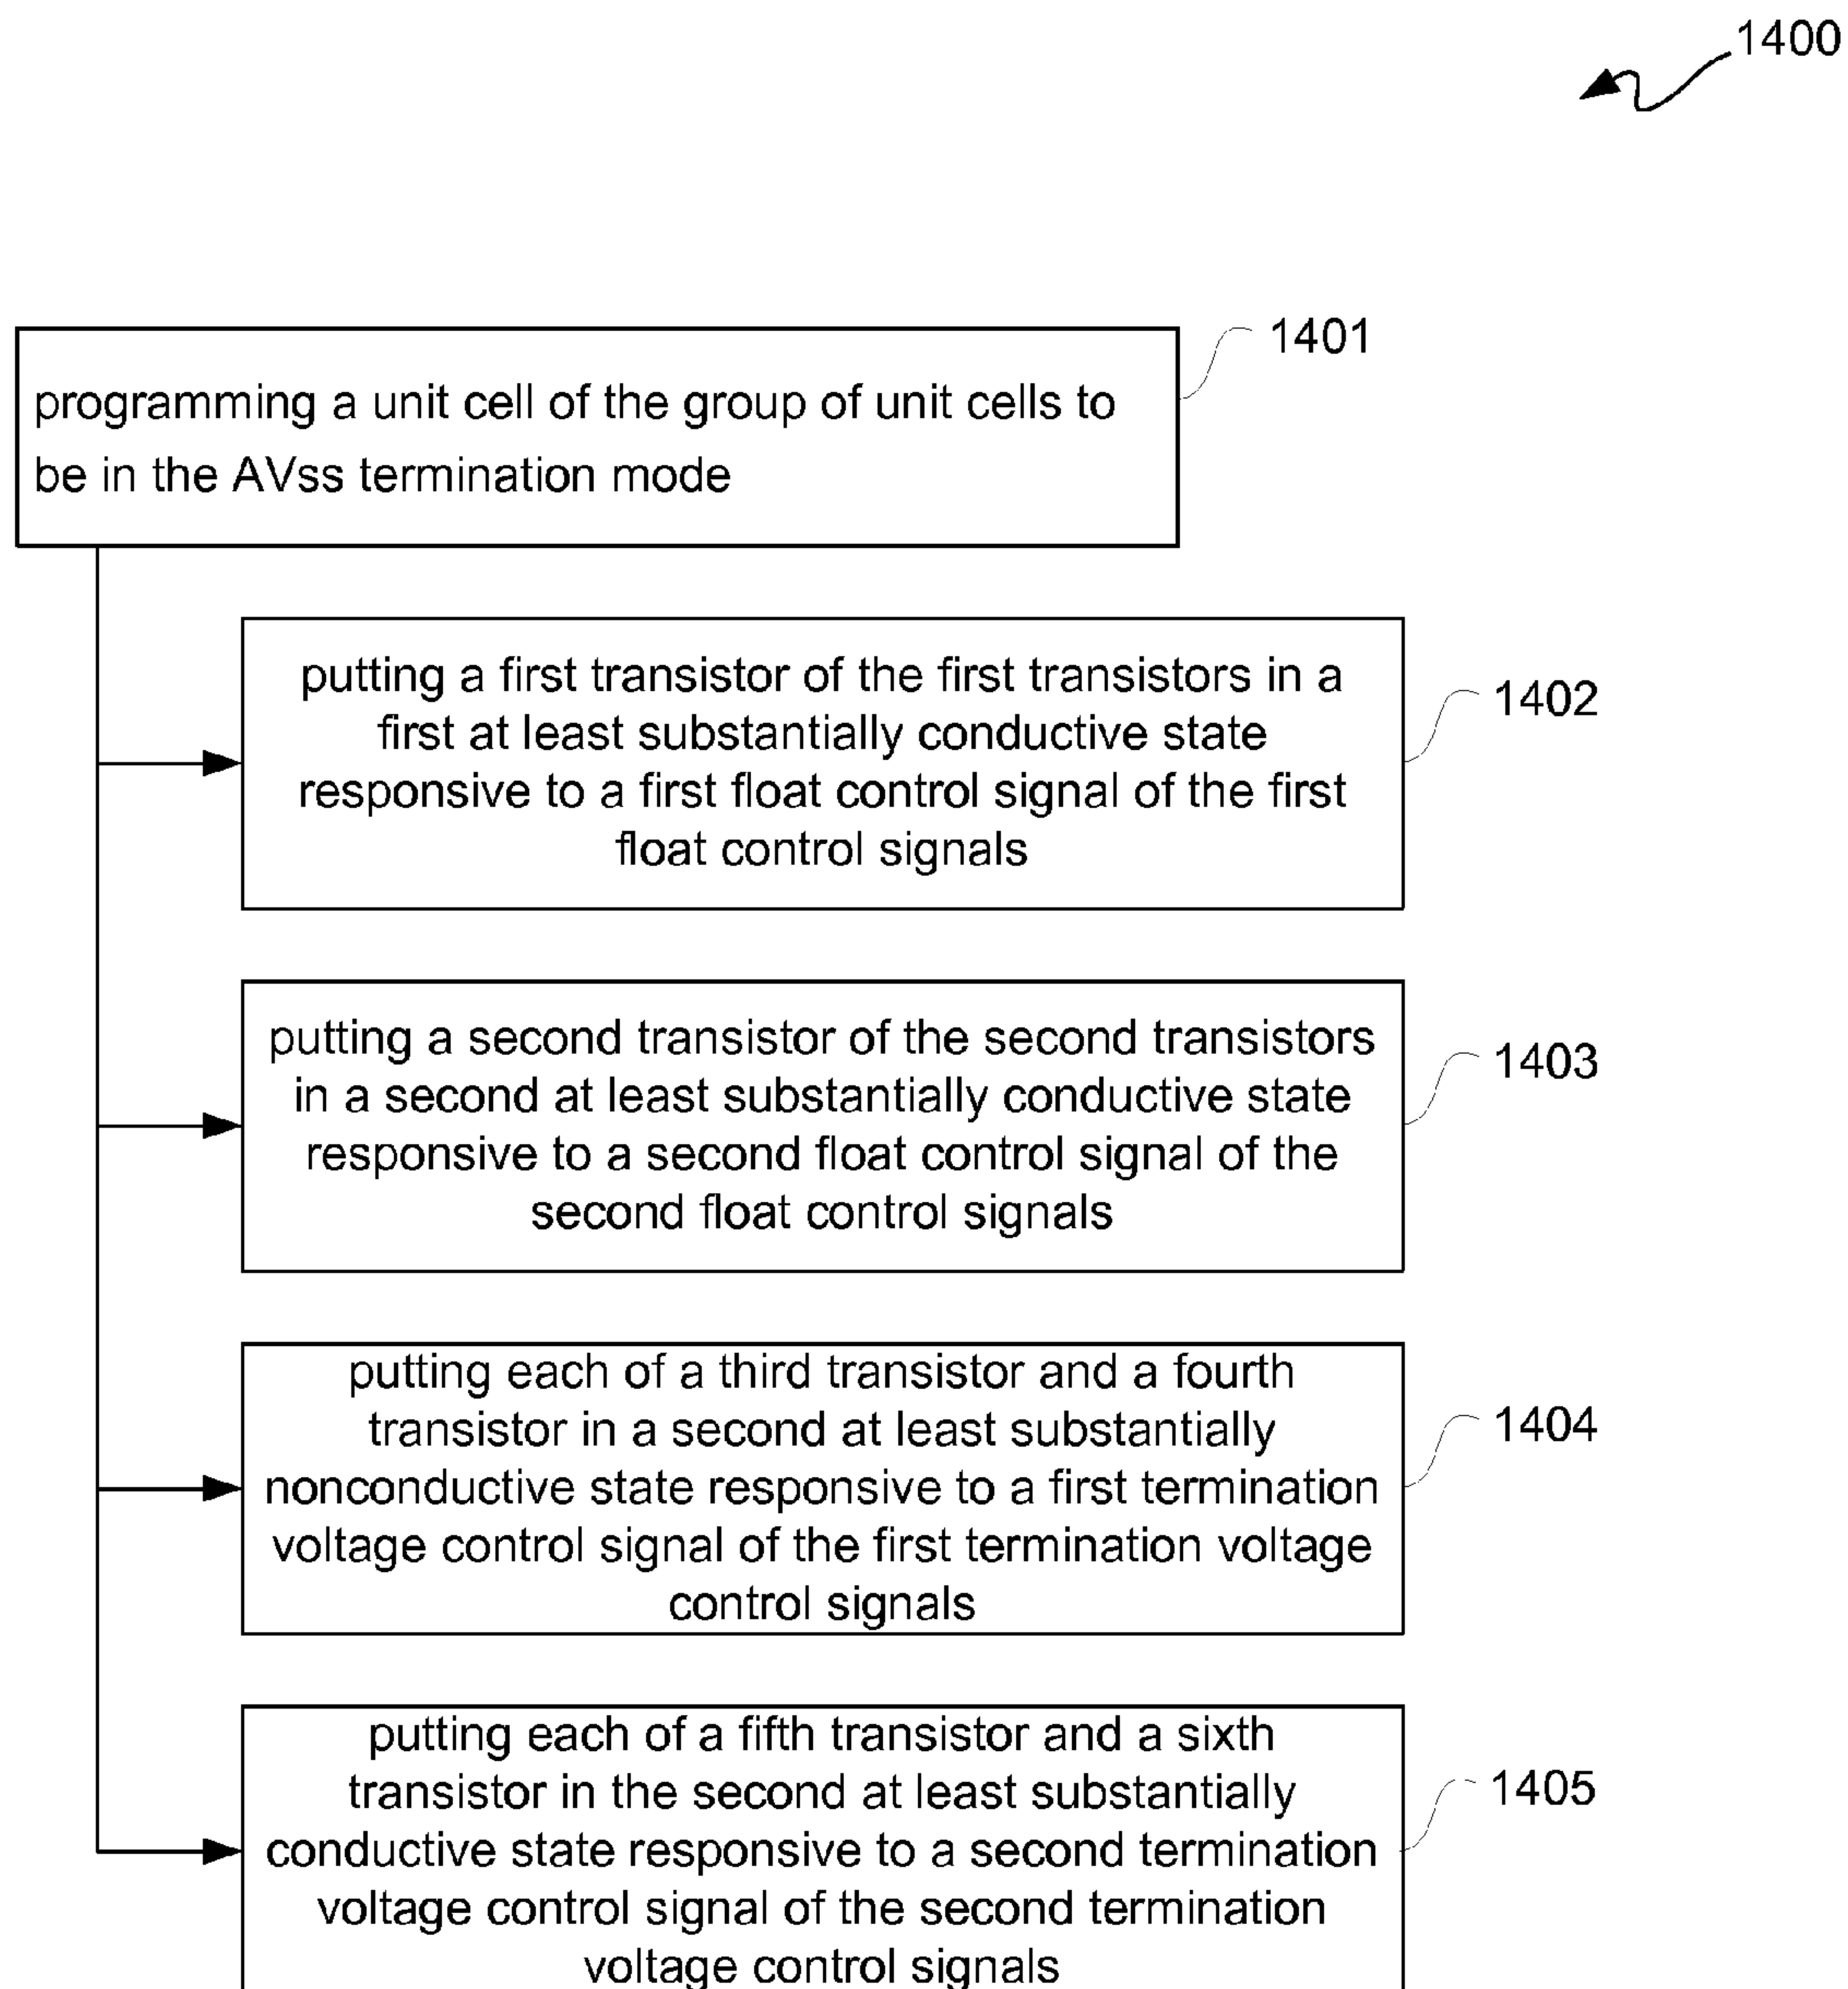 1400
1401
programming a unit cell of the group of unit cells to
be in the AVss termination mode
putting a first transistor of the first transistors in a
first at least substantially conductive state
responsive to a first float control signal of the first
float control signals
1402
putting a second transistor of the second transistors
in a second at least substantially conductive state
responsive to a second float control signal of the
second float control signals
1403
putting each of a third transistor and a fourth
transistor in a second at least substantially
nonconductive state responsive to a first termination
voltage control signal of the first termination voltage
control signals
1404
putting each of a fifth transistor and a sixth
transistor in the second at least substantially
conductive state responsive to a second termination
voltage control signal of the second termination
voltage control signals
1405